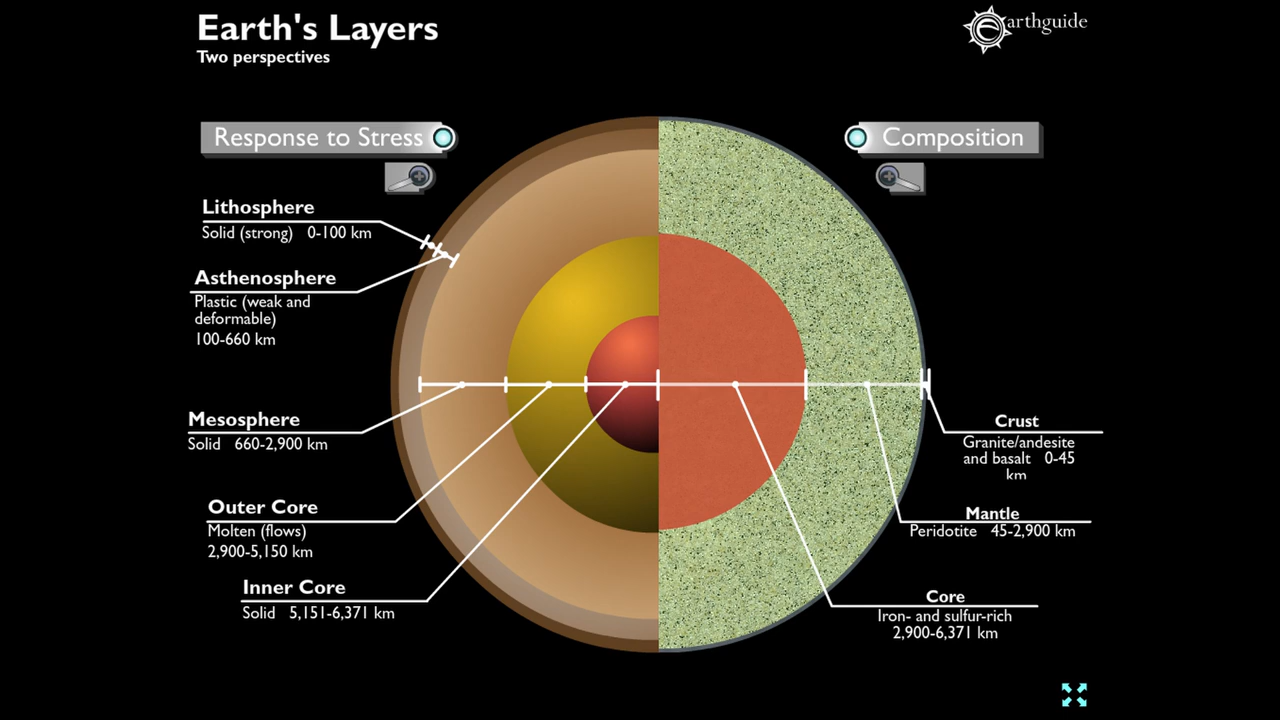 Earth's Layers
Two perspectives
earthguide
Response to Stress
Composition
Lithosphere
Solid (strong) 0-100 km
Asthenosphere
Plastic (weak and
deformable)
100-660 km
Mesosphere
Solid 660-2,900 km
Outer Core
Molten (flows)
2,900-5,150 km
Inner Core
Solid 5,151-6,371 km
Crust
Granite/andesite
and basalt 0-45
km
Mantle
Peridotite 45-2,900 km
Core
Iron- and sulfur-rich
2,900-6,371 km